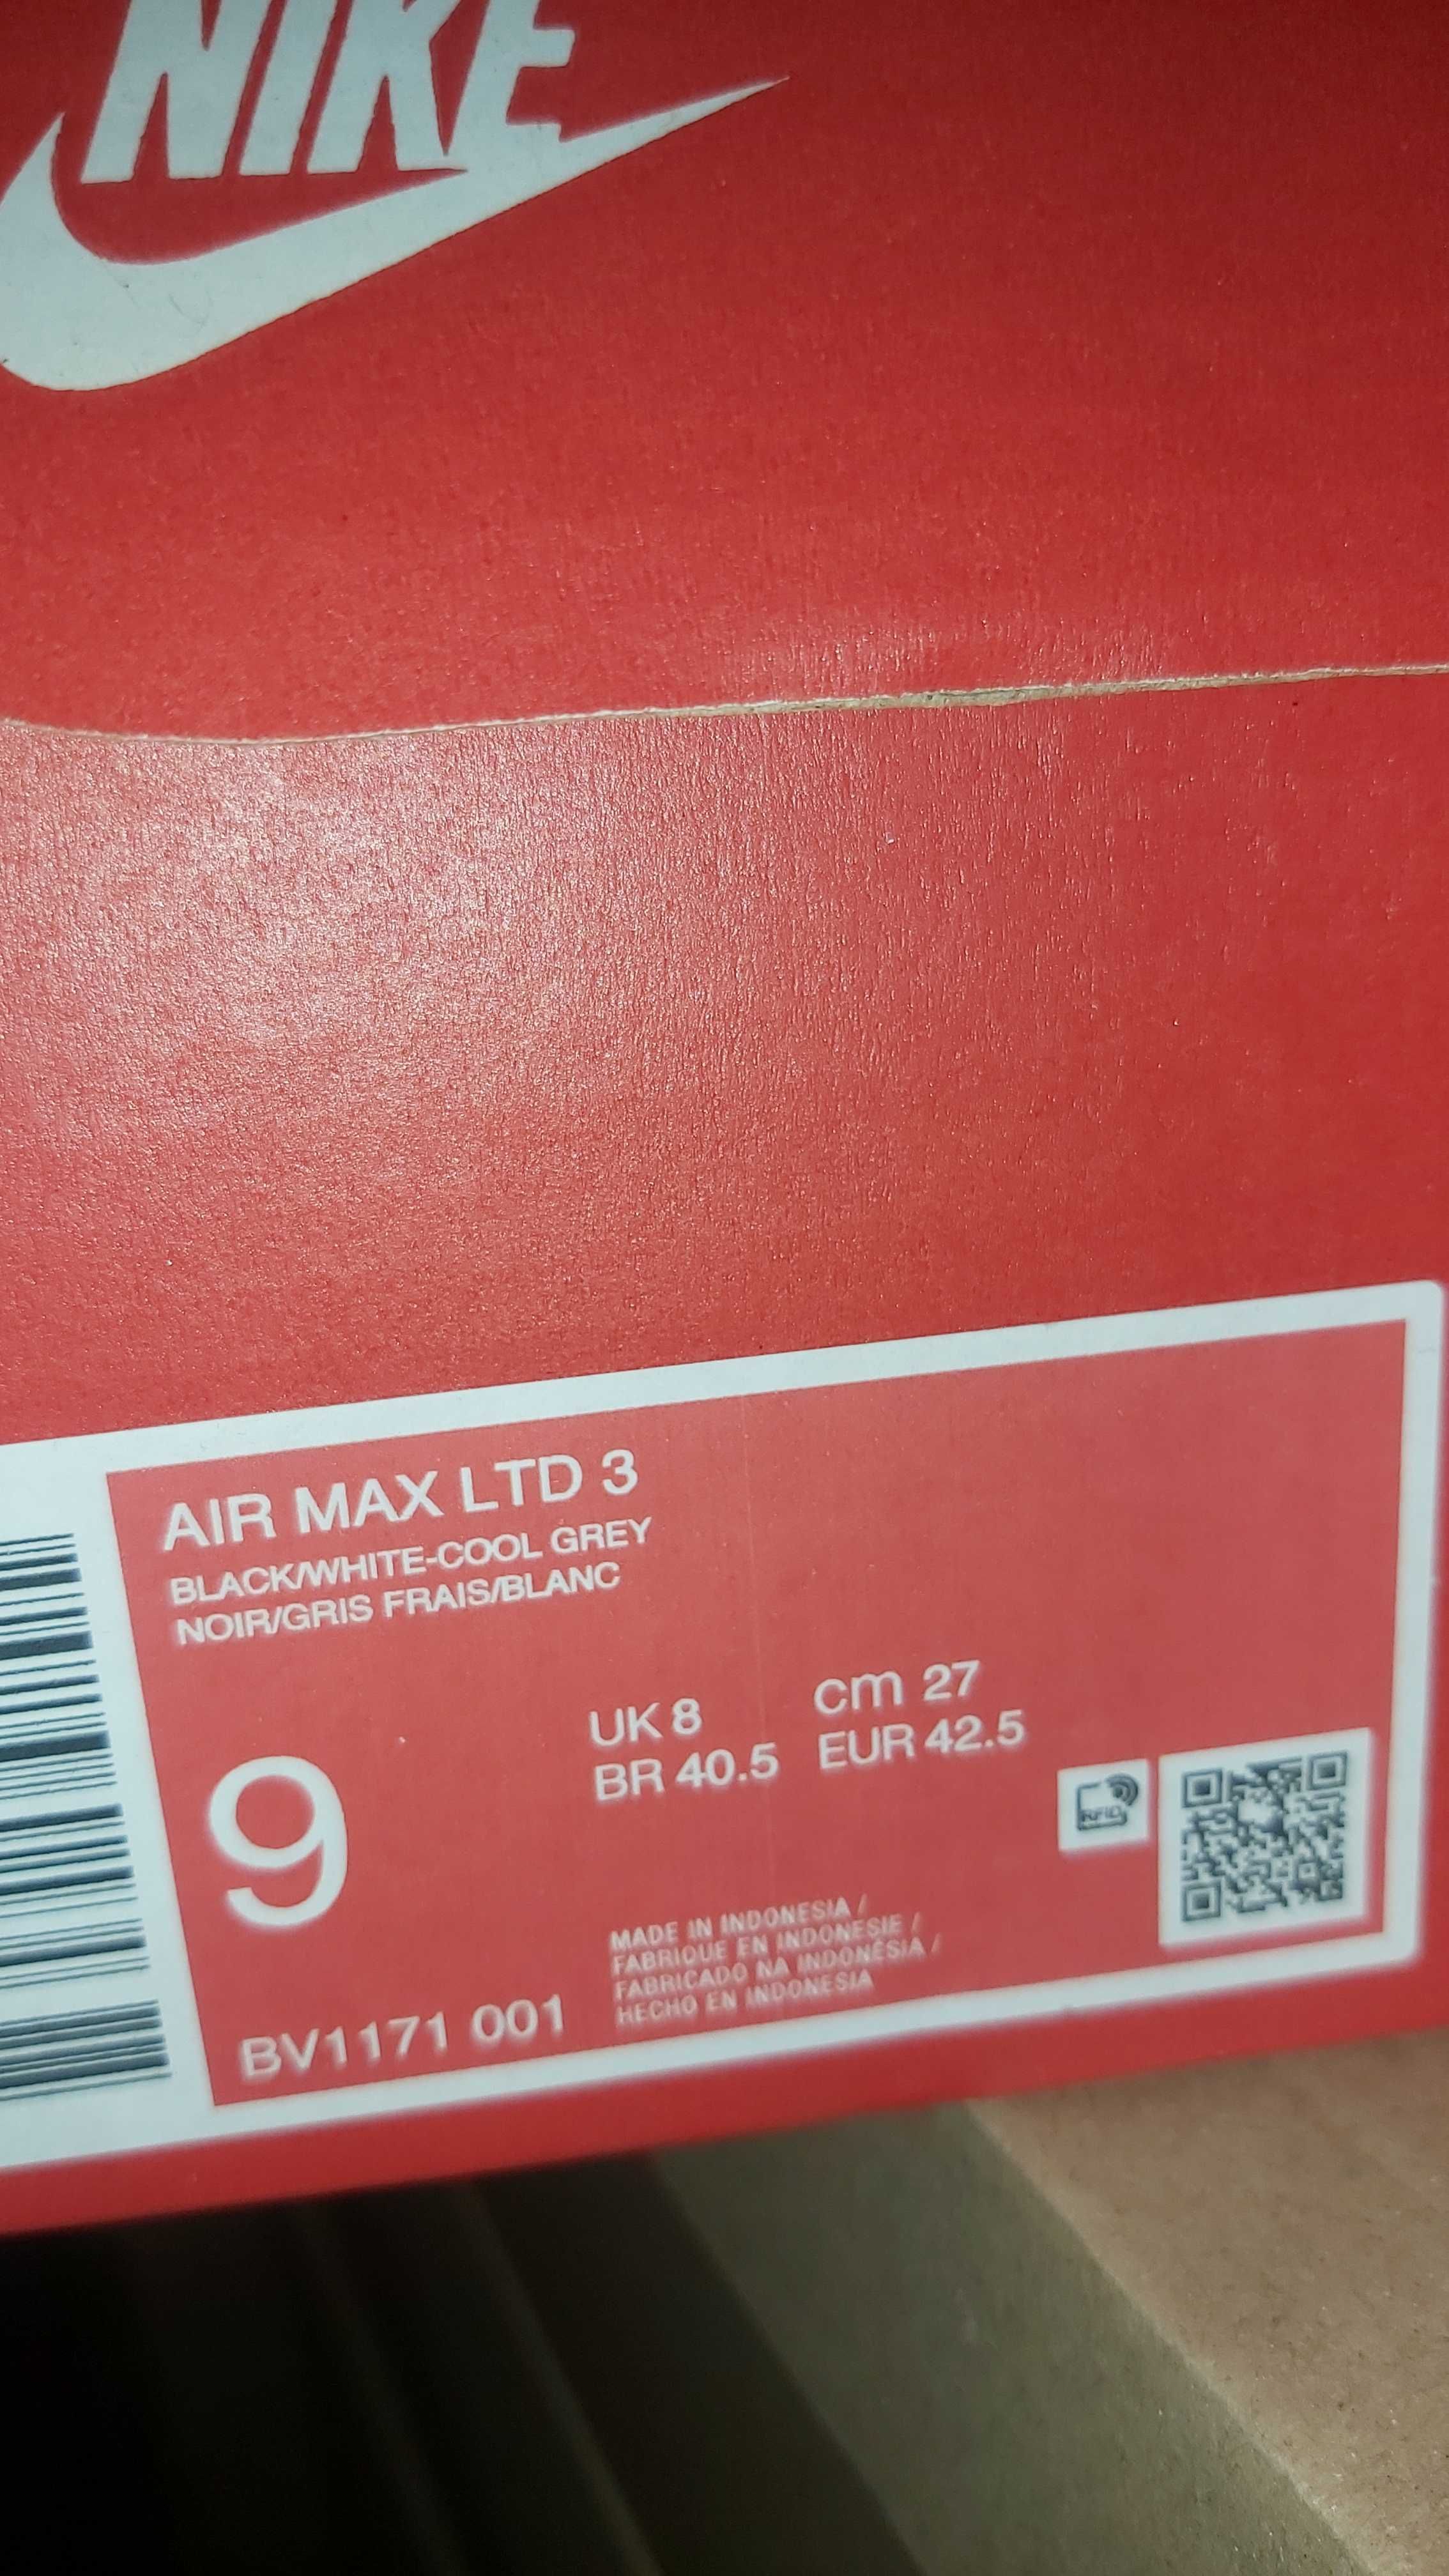 NIKE
AIR MAX LTD 3
BLACK/WHITE-COOL GREY
NOIR/GRIS FRAIS/BLANC
9
UK 8 cm 27
BR 40.5 EUR 42.5
RFID
BV1171 001
MADE IN INDONESIA /
FABRIQUE EN INDONESIE /
FABRICADO NA INDONÉSIA /
HECHO EN INDONESIA